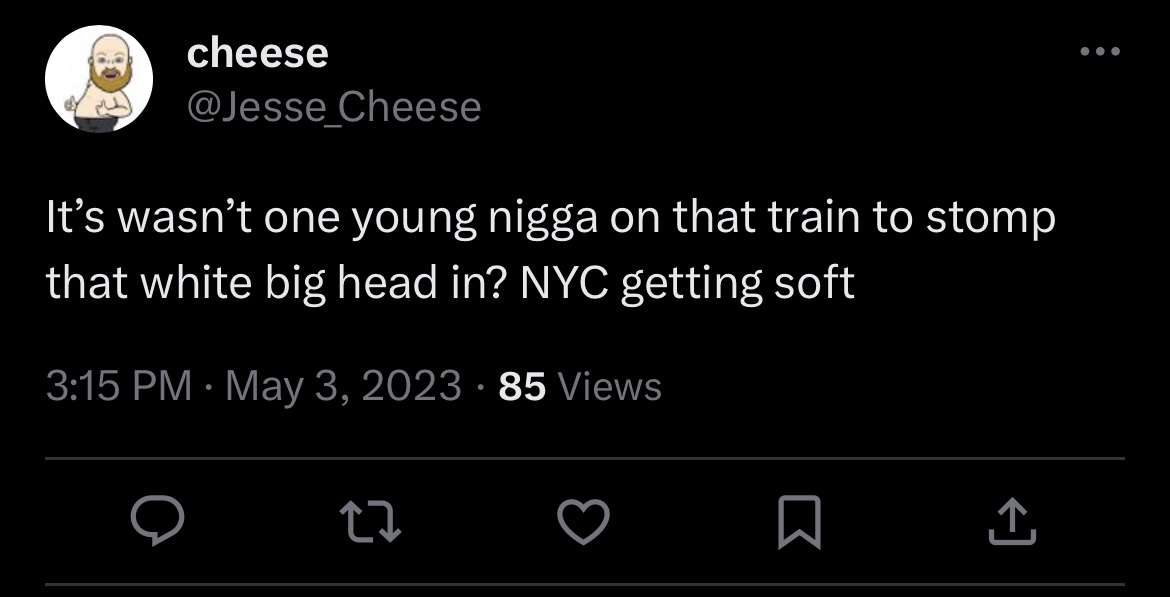 cheese
@Jesse_Cheese
It’s wasn’t one young nigga on that train to stomp
that white big head in? NYC getting soft
3:15 PM · May 3, 2023 · 85 Views